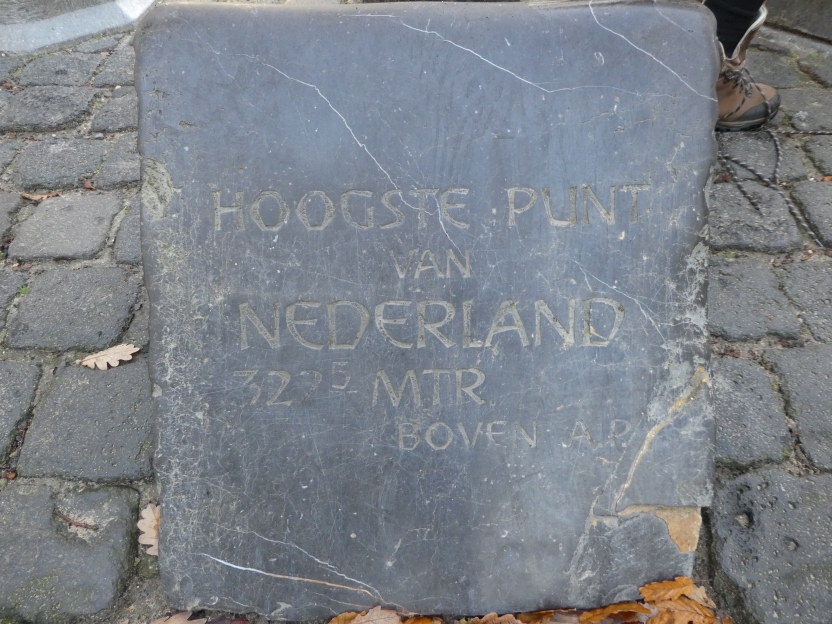 HOOGSTE PUNT
VAN
NEDERLAND
322⁵ MTR.
BOVEN A.P.